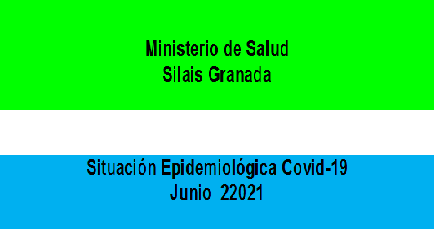 Ministerio de Salud
Silais Granada
Situación Epidemiológica Covid-19
Junio  22021